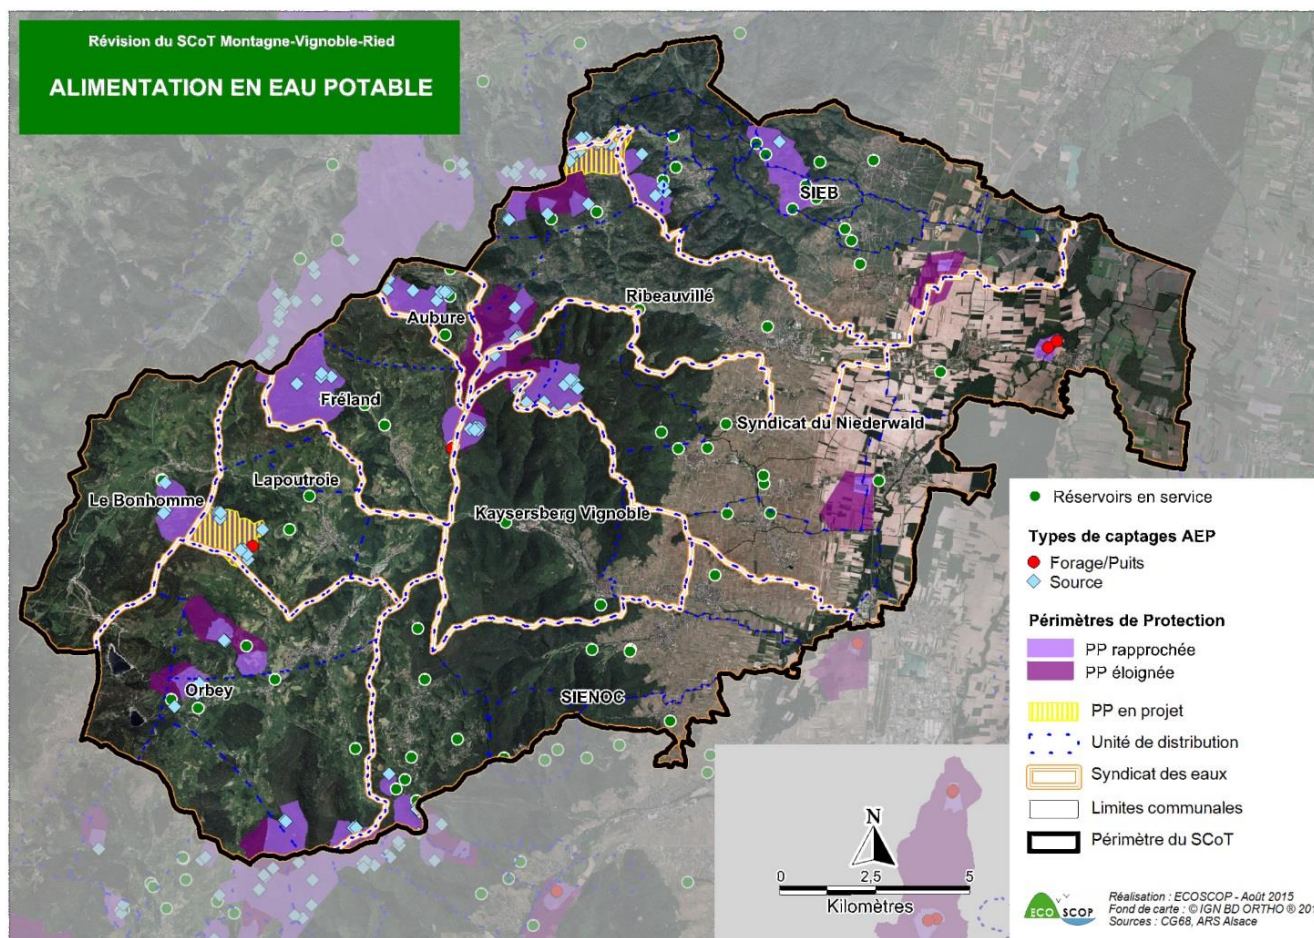 Révision du SCoT Montagne-Vignoble-Ried
ALIMENTATION EN EAU POTABLE
SIEB
Ribeauvillé
Aubure
Fréland
Syndicat du Niederwald
Lapoutroie
Le Bonhomme
Kaysersberg Vignoble
Orbey
SIENOC
Réservoirs en service
Types de captages AEP
Forage/Puits
Source
Périmètres de Protection
PP rapprochée
PP éloignée
PP en projet
Unité de distribution
Syndicat des eaux
Limites communales
Périmètre du SCoT
N
0 2,5 5
Kilomètres
ECO SCOP
Réalisation : ECOSCOP - Août 2015
Fond de carte : © IGN BD ORTHO ® 201
Sources : CG68, ARS Alsace